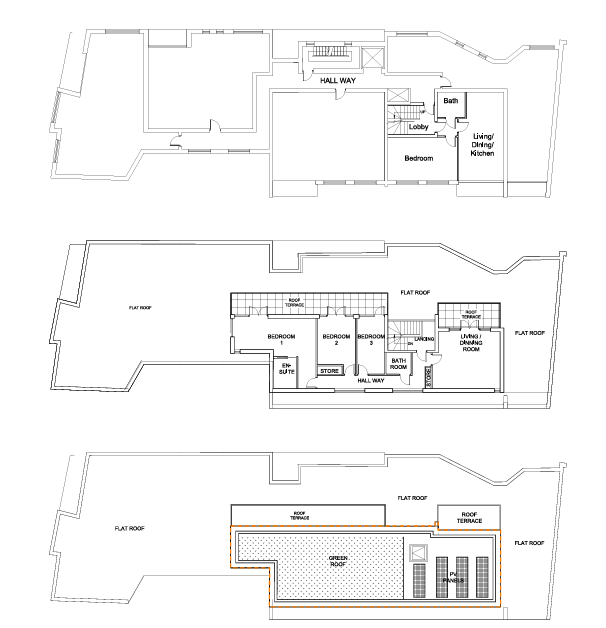 HALL WAY
Bath
Lobby
Living/
Dining/
Kitchen
Bedroom
FLAT ROOF
ROOF
TERRACE
FLAT ROOF
ROOF
TERRACE
FLAT ROOF
BEDROOM
1
BEDROOM
2
BEDROOM
3
LANDING
DN
LIVING /
DINNING
ROOM
EN-
SUITE
STORE
BATH
ROOM
HALL WAY
STORE
FLAT ROOF
ROOF
TERRACE
FLAT ROOF
ROOF
TERRACE
FLAT ROOF
GREEN
ROOF
PV
PANELS